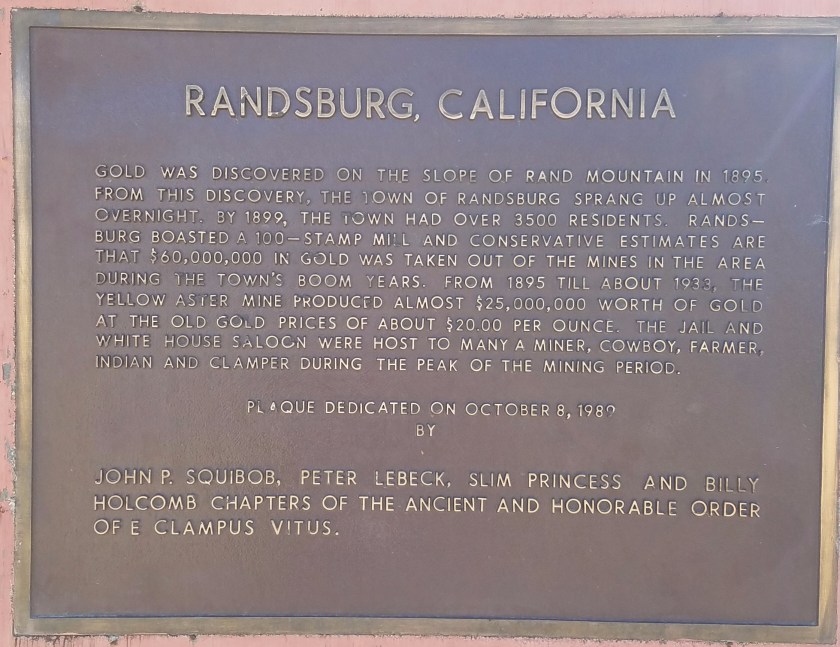 RANDSBURG, CALIFORNIA
GOLD WAS DISCOVERED ON THE SLOPE OF RAND MOUNTAIN IN 1895.
FROM THIS DISCOVERY, THE TOWN OF RANDSBURG SPRANG UP ALMOST
OVERNIGHT. BY 1899, THE TOWN HAD OVER 3500 RESIDENTS. RANDS–
BURG BOASTED A 100–STAMP MILL AND CONSERVATIVE ESTIMATES ARE
THAT $60,000,000 IN GOLD WAS TAKEN OUT OF THE MINES IN THE AREA
DURING THE TOWN'S BOOM YEARS. FROM 1895 TILL ABOUT 1933, THE
YELLOW ASTER MINE PRODUCED ALMOST $25,000,000 WORTH OF GOLD
AT THE OLD GOLD PRICES OF ABOUT $20.00 PER OUNCE. THE JAIL AND
WHITE HOUSE SALOON WERE HOST TO MANY A MINER, COWBOY, FARMER,
INDIAN AND CLAMPER DURING THE PEAK OF THE MINING PERIOD.
PLAQUE DEDICATED ON OCTOBER 8, 1989
BY
JOHN P. SQUIBOB, PETER LEBECK, SLIM PRINCESS AND BILLY
HOLCOMB CHAPTERS OF THE ANCIENT AND HONORABLE ORDER
OF E CLAMPUS VITUS.